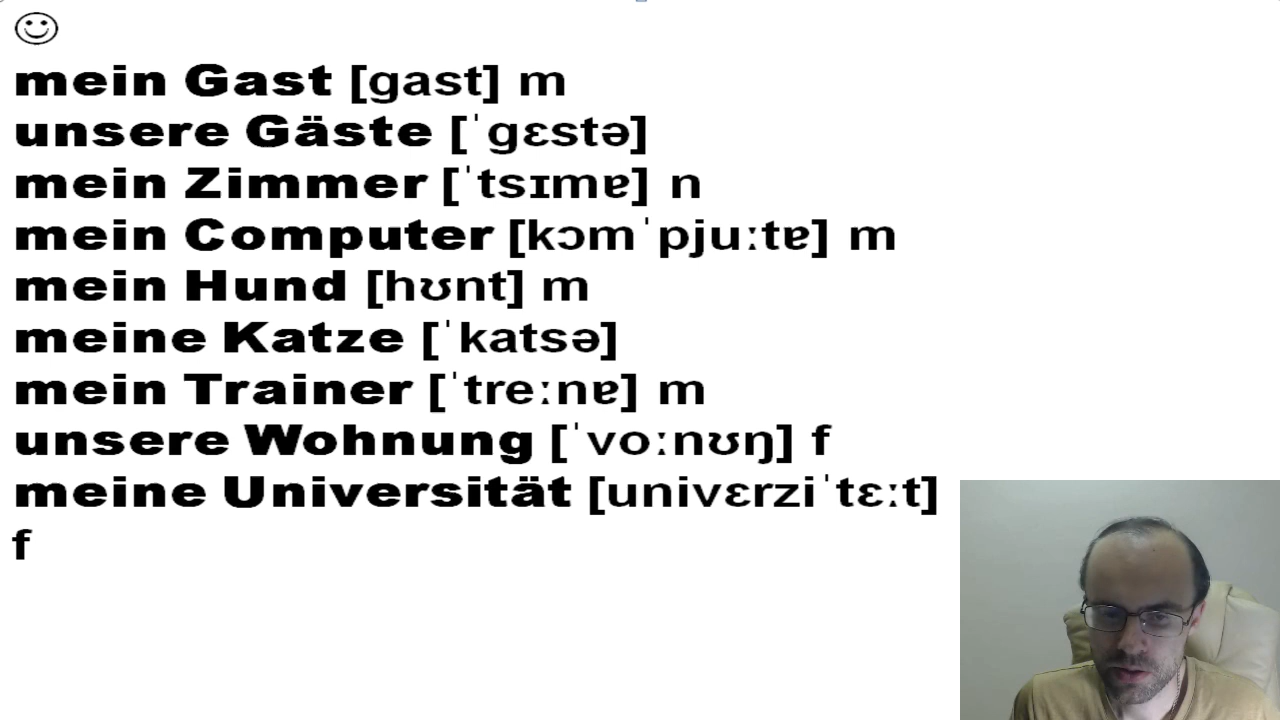 mein Gast [gast] m
unsere Gäste [ˈgɛstə]
mein Zimmer [ˈtsɪmɐ] n
mein Computer [kɔmˈpjuːtɐ] m
mein Hund [hʊnt] m
meine Katze [ˈkatsə]
mein Trainer [ˈtreːnɐ] m
unsere Wohnung [ˈvoːnʊŋ] f
meine Universität [univɛrziˈtɛːt]
f